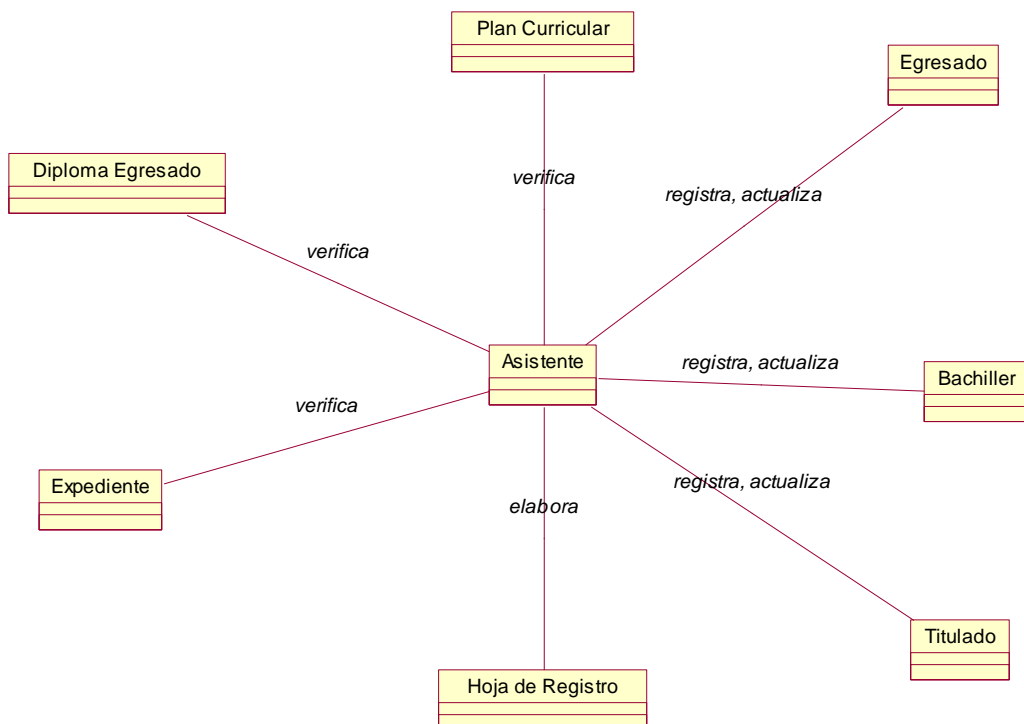 Plan Curricular
Egresado
Diploma Egresado
verifica
registra, actualiza
verifica
Asistente
registra, actualiza
Bachiller
verifica
Expediente
registra, actualiza
elabora
Titulado
Hoja de Registro